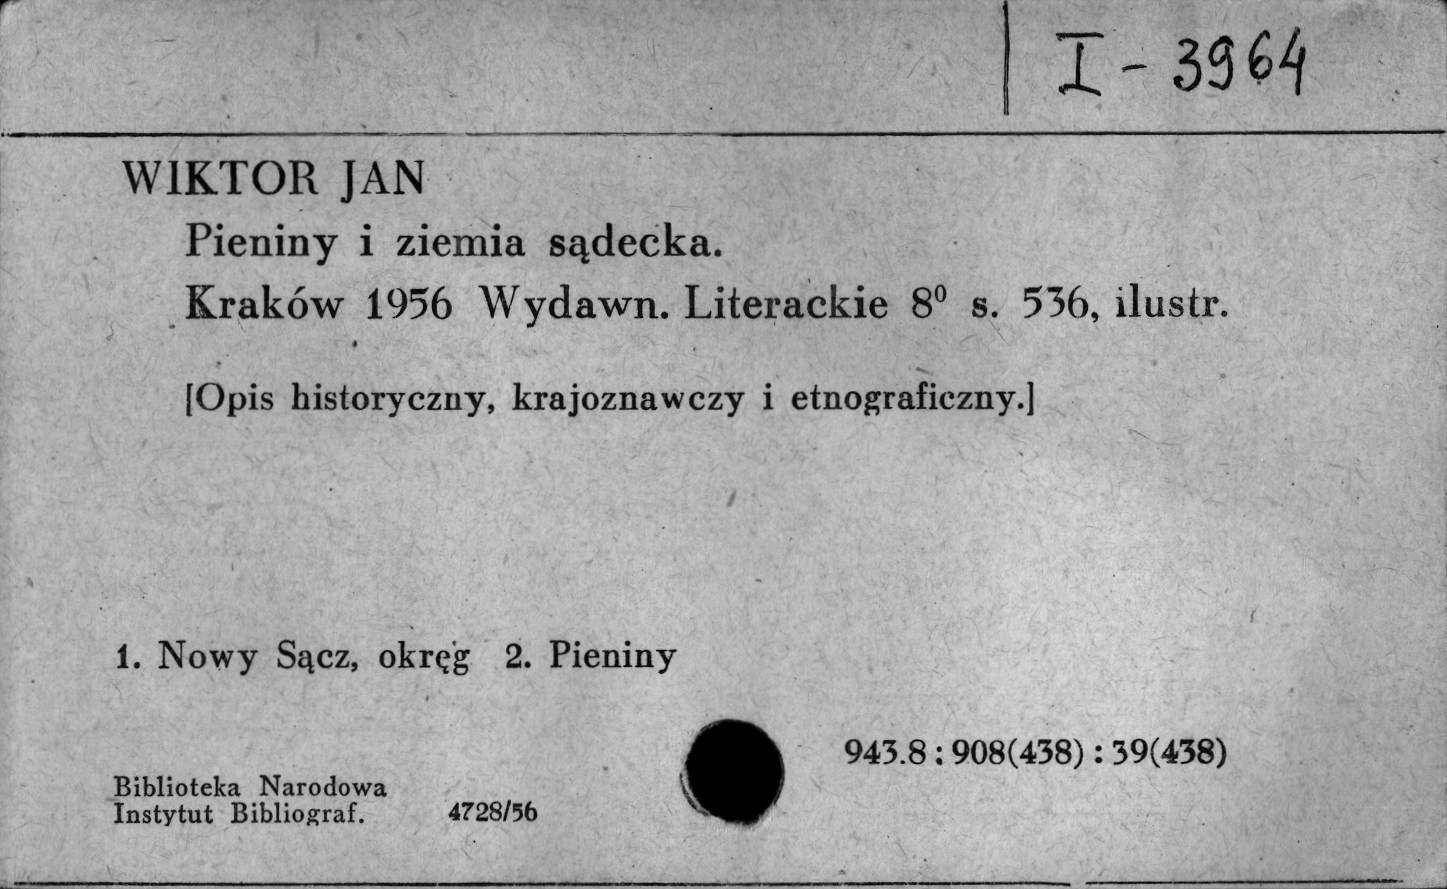 I - 3964
WIKTOR JAN
Pieniny i ziemia sądecka.
Kraków 1956 Wydawn. Literackie 8⁰ s. 536, ilustr.
[Opis historyczny, krajoznawczy i etnograficzny.]
1. Nowy Sącz, okręg 2. Pieniny
943.8 : 908(438) : 39(438)
Biblioteka Narodowa
Instytut Bibliograf. 4728/56